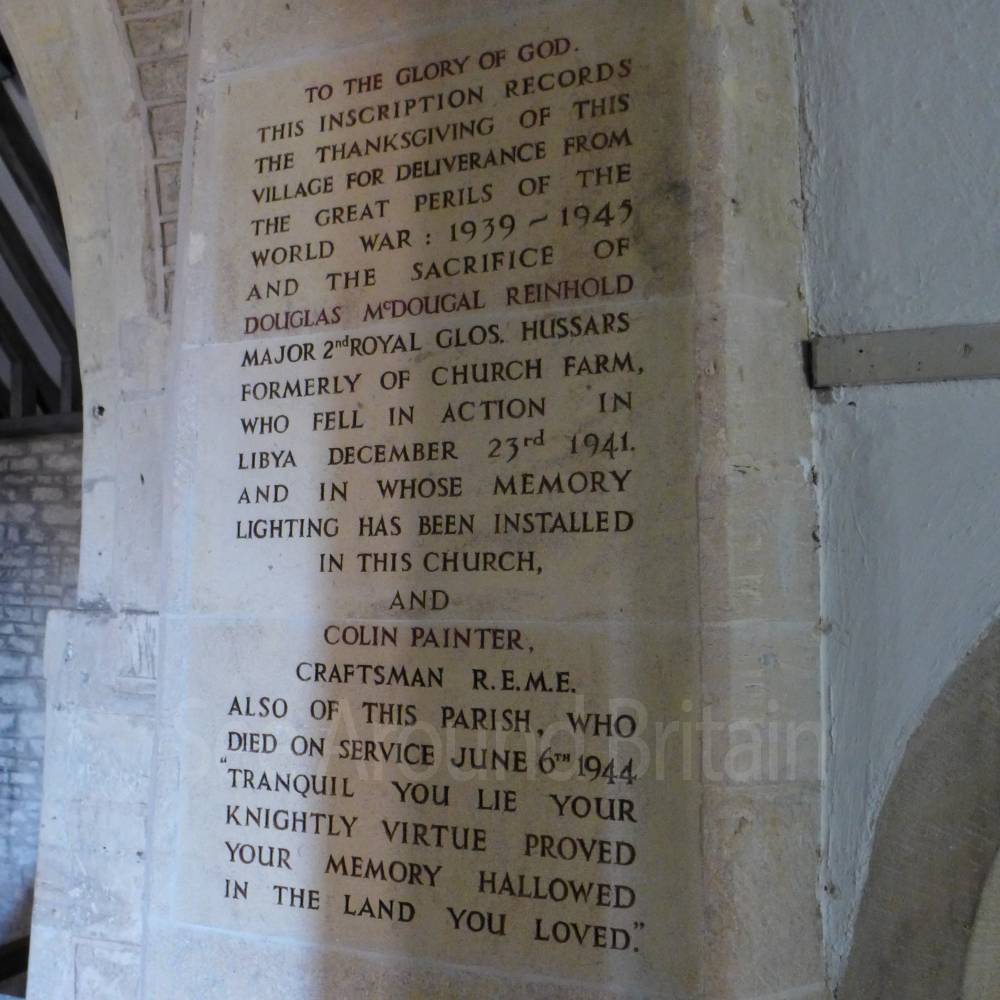 TO THE GLORY OF GOD.
THIS INSCRIPTION RECORDS
THE THANKSGIVING OF THIS
VILLAGE FOR DELIVERANCE FROM
THE GREAT PERILS OF THE
WORLD WAR : 1939 ~ 1945
AND THE SACRIFICE OF
DOUGLAS McDOUGAL REINHOLD
MAJOR 2nd ROYAL GLOS. HUSSARS
FORMERLY OF CHURCH FARM,
WHO FELL IN ACTION IN
LIBYA DECEMBER 23rd 1941.
AND IN WHOSE MEMORY
LIGHTING HAS BEEN INSTALLED
IN THIS CHURCH,
AND
COLIN PAINTER,
CRAFTSMAN R.E.M.E.
ALSO OF THIS PARISH, WHO
DIED ON SERVICE JUNE 6TH 1944
"TRANQUIL YOU LIE YOUR
KNIGHTLY VIRTUE PROVED
YOUR MEMORY HALLOWED
IN THE LAND YOU LOVED."
See Around Britain